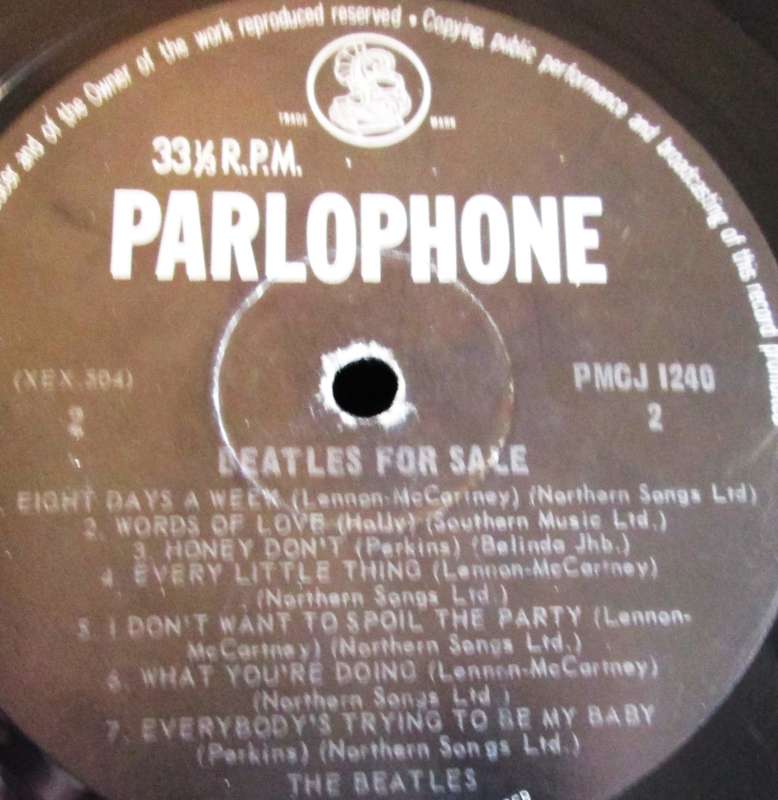 and of the Owner of the work reproduced reserved • Copying, public performance and broadcasting of this record
TRADE MARK
33⅓ R.P.M.
PARLOPHONE
(XEX.504)
PMCJ 1240
2
2
BEATLES FOR SALE
EIGHT DAYS A WEEK (Lennon-McCartney) (Northern Songs Ltd)
2. WORDS OF LOVE (Holly) (Southern Music Ltd.)
3. HONEY DON'T (Perkins) (Belinda Jhb.)
4. EVERY LITTLE THING (Lennon-McCartney)
(Northern Songs Ltd.)
5. I DON'T WANT TO SPOIL THE PARTY (Lennon-
McCartney) (Northern Songs Ltd.)
6. WHAT YOU'RE DOING (Lennon-McCartney)
(Northern Songs Ltd.)
7. EVERYBODY'S TRYING TO BE MY BABY
(Perkins) (Northern Songs Ltd.)
THE BEATLES